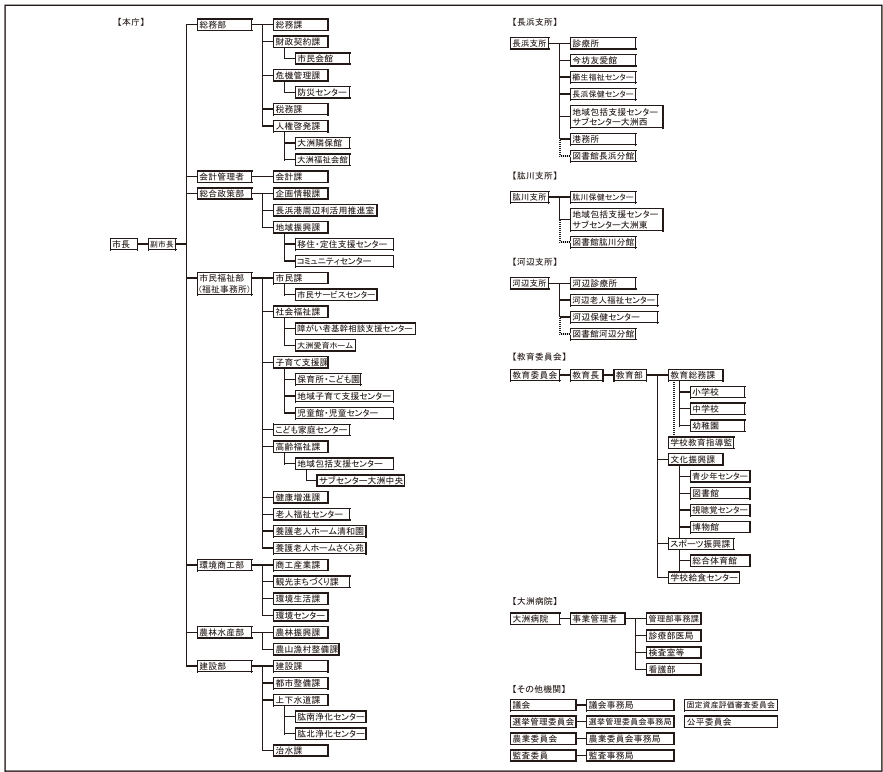 【本庁】
総務部
総務課
財政契約課
市民会館
危機管理課
防災センター
税務課
人権啓発課
大洲隣保館
大洲福祉会館
会計管理者
会計課
総合政策部
企画情報課
長浜港周辺利活用推進室
地域振興課
市長
副市長
移住・定住支援センター
コミュニティセンター
市民福祉部
（福祉事務所）
市民課
市民サービスセンター
社会福祉課
障がい者基幹相談支援センター
大洲愛育ホーム
子育て支援課
保育所・こども園
地域子育て支援センター
児童館・児童センター
こども家庭センター
高齢福祉課
地域包括支援センター
サブセンター大洲中央
健康増進課
老人福祉センター
養護老人ホーム清和園
養護老人ホームさくら苑
環境商工部
商工産業課
観光まちづくり課
環境生活課
環境センター
農林水産部
農林振興課
農山漁村整備課
建設部
建設課
都市整備課
上下水道課
肱南浄化センター
肱北浄化センター
治水課
【長浜支所】
長浜支所
診療所
今坊友愛館
櫛生福祉センター
長浜保健センター
地域包括支援センター
サブセンター大洲西
港務所
図書館長浜分館
【肱川支所】
肱川支所
肱川保健センター
地域包括支援センター
サブセンター大洲東
図書館肱川分館
【河辺支所】
河辺支所
河辺診療所
河辺老人福祉センター
河辺保健センター
図書館河辺分館
【教育委員会】
教育委員会
教育長
教育部
教育総務課
小学校
中学校
幼稚園
学校教育指導監
文化振興課
青少年センター
図書館
視聴覚センター
博物館
スポーツ振興課
総合体育館
学校給食センター
【大洲病院】
大洲病院
事業管理者
管理部事務課
診療部医局
検査室等
看護部
【その他機関】
議会
議会事務局
固定資産評価審査委員会
選挙管理委員会
選挙管理委員会事務局
公平委員会
農業委員会
農業委員会事務局
監査委員
監査事務局